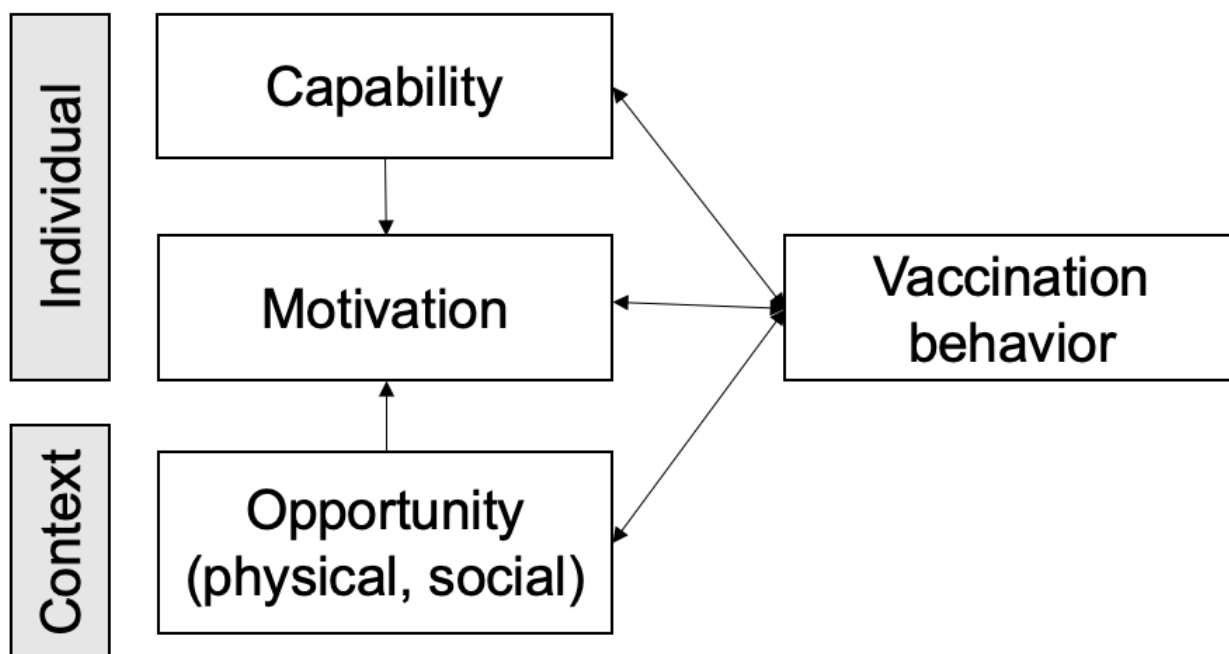 Individual
Capability
Motivation
Vaccination
behavior
Context
Opportunity
(physical, social)